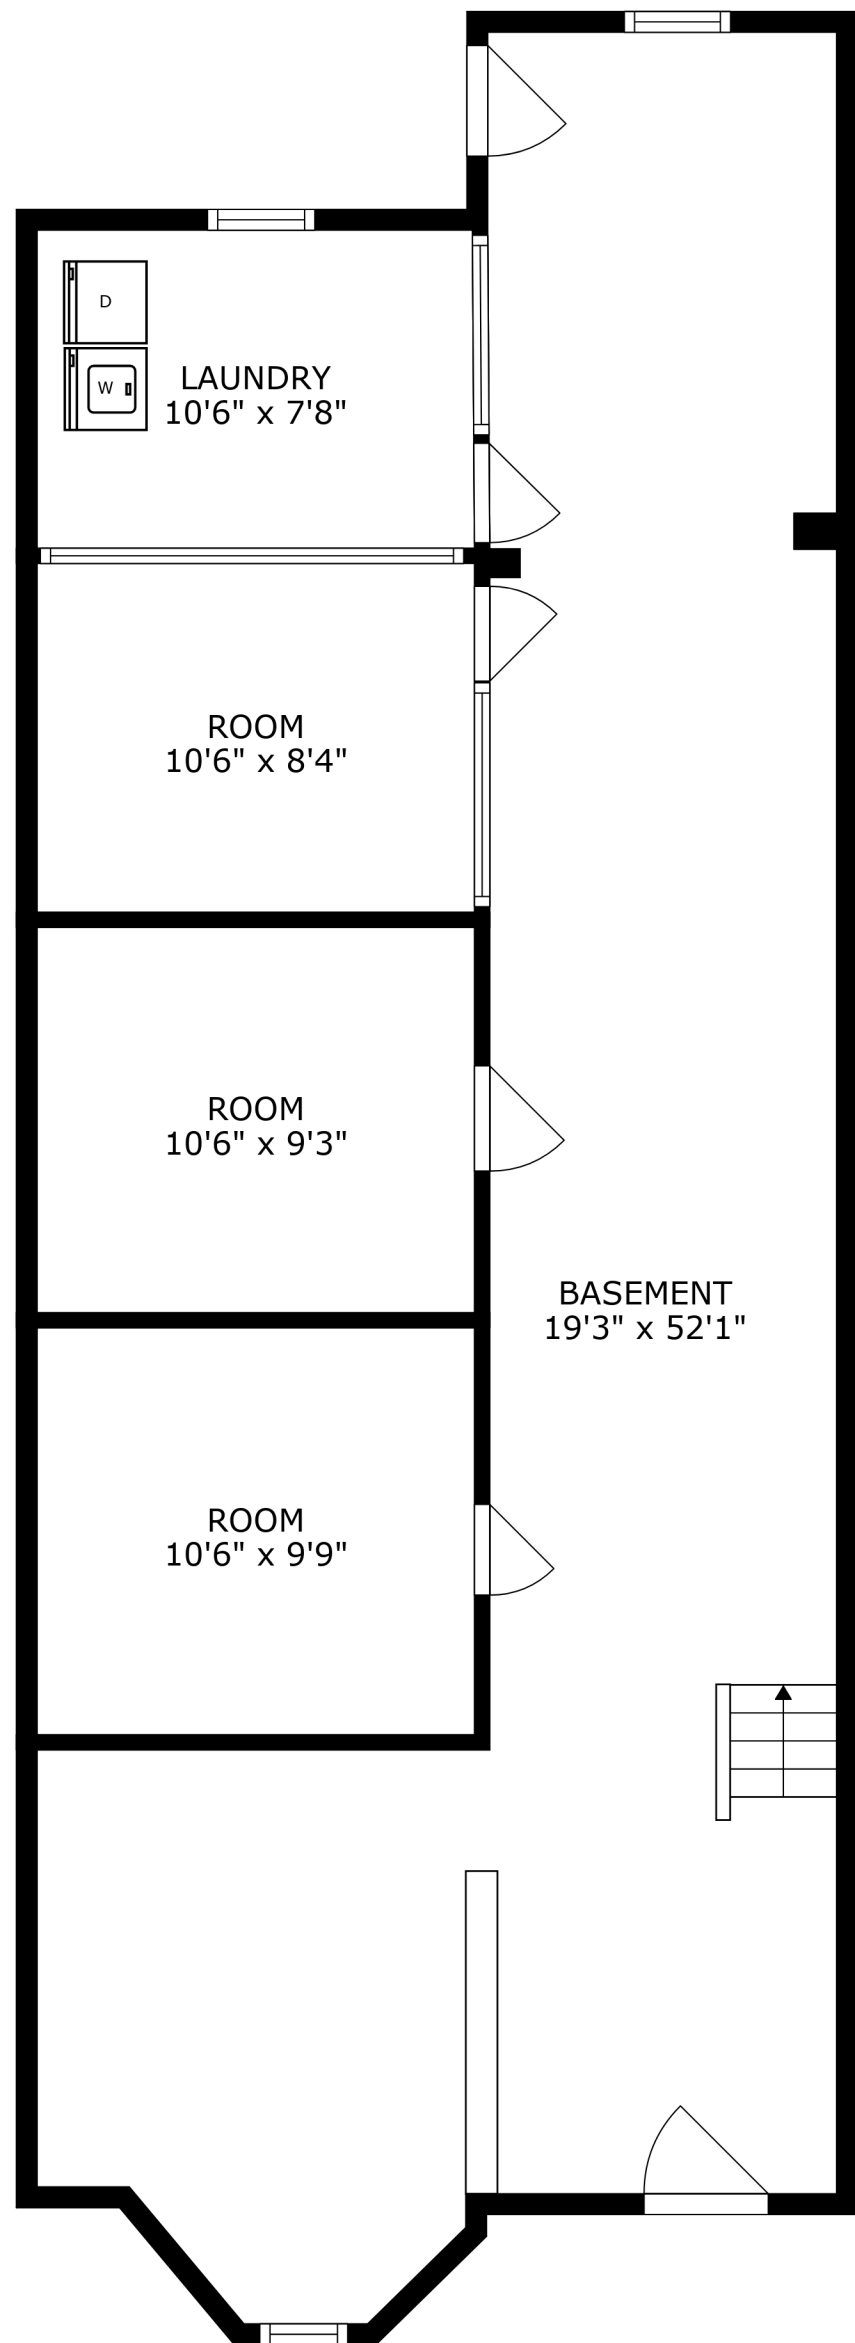 D
W
LAUNDRY
10'6" x 7'8"
ROOM
10'6" x 8'4"
ROOM
10'6" x 9'3"
BASEMENT
19'3" x 52'1"
ROOM
10'6" x 9'9"